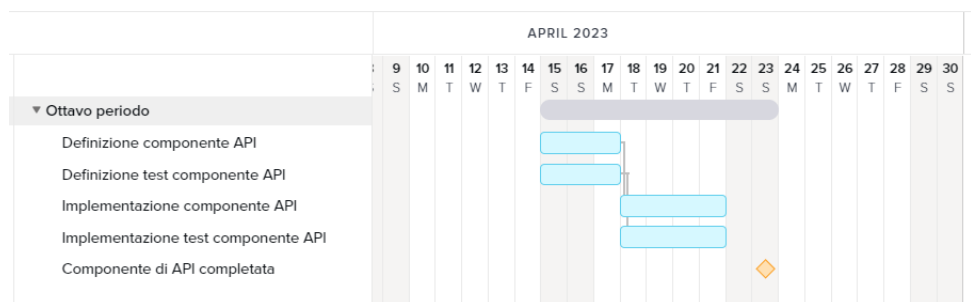 APRIL 2023
9 10 11 12 13 14 15 16 17 18 19 20 21 22 23 24 25 26 27 28 29 30
S M T W T F S S M T W T F S S M T W T F S S
Ottavo periodo
Definizione componente API
Definizione test componente API
Implementazione componente API
Implementazione test componente API
Componente di API completata